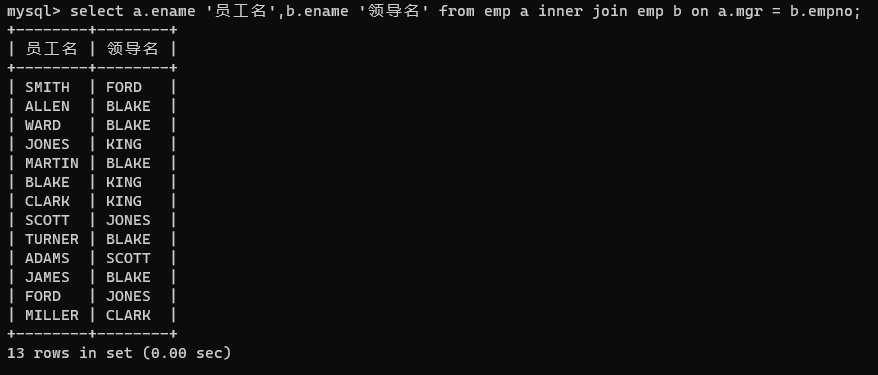 mysql> select a.ename '员工名',b.ename '领导名' from emp a inner join emp b on a.mgr = b.empno;
+--------+--------+
| 员工名 | 领导名 |
+--------+--------+
| SMITH  | FORD   |
| ALLEN  | BLAKE  |
| WARD   | BLAKE  |
| JONES  | KING   |
| MARTIN | BLAKE  |
| BLAKE  | KING   |
| CLARK  | KING   |
| SCOTT  | JONES  |
| TURNER | BLAKE  |
| ADAMS  | SCOTT  |
| JAMES  | BLAKE  |
| FORD   | JONES  |
| MILLER | CLARK  |
+--------+--------+
13 rows in set (0.00 sec)